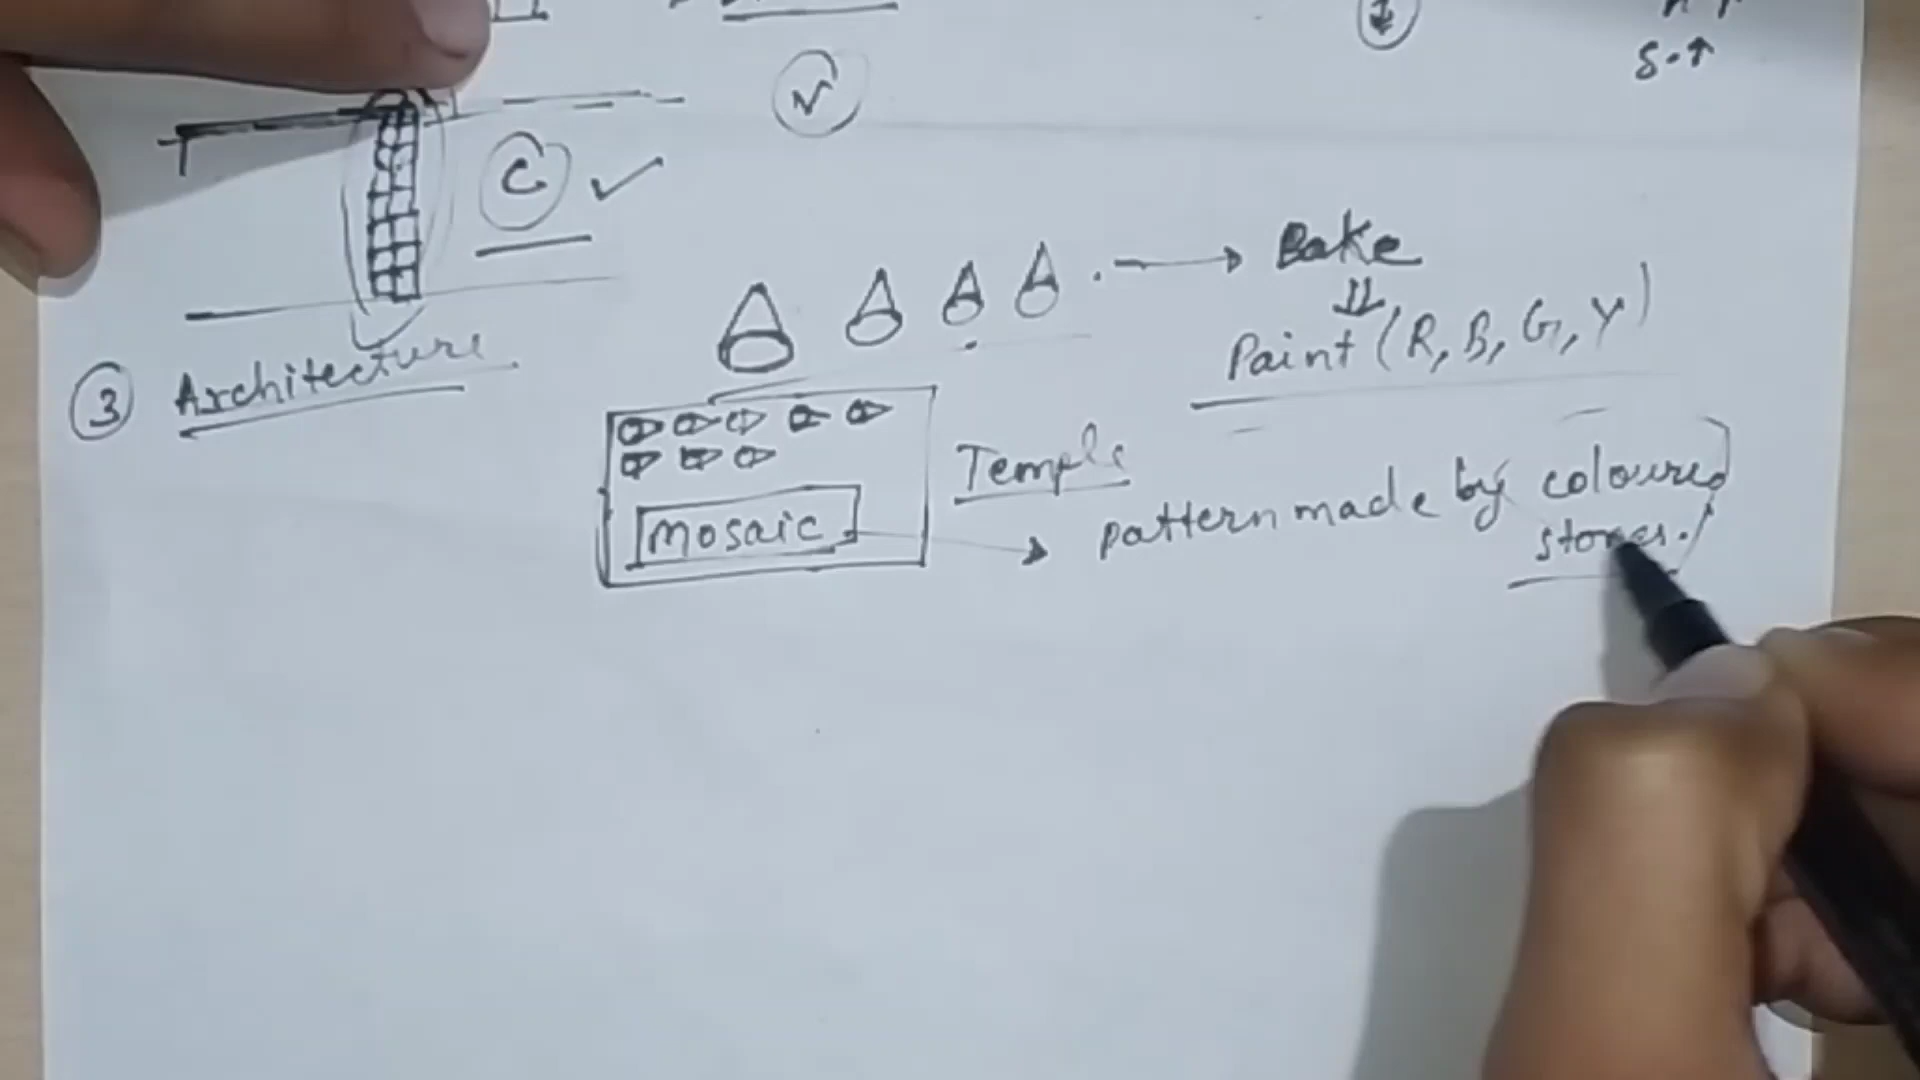 S.↑
C
Bake
Paint (R, B, G, Y)
3 Architecture
Temple
mosaic
pattern made by coloured
stones.